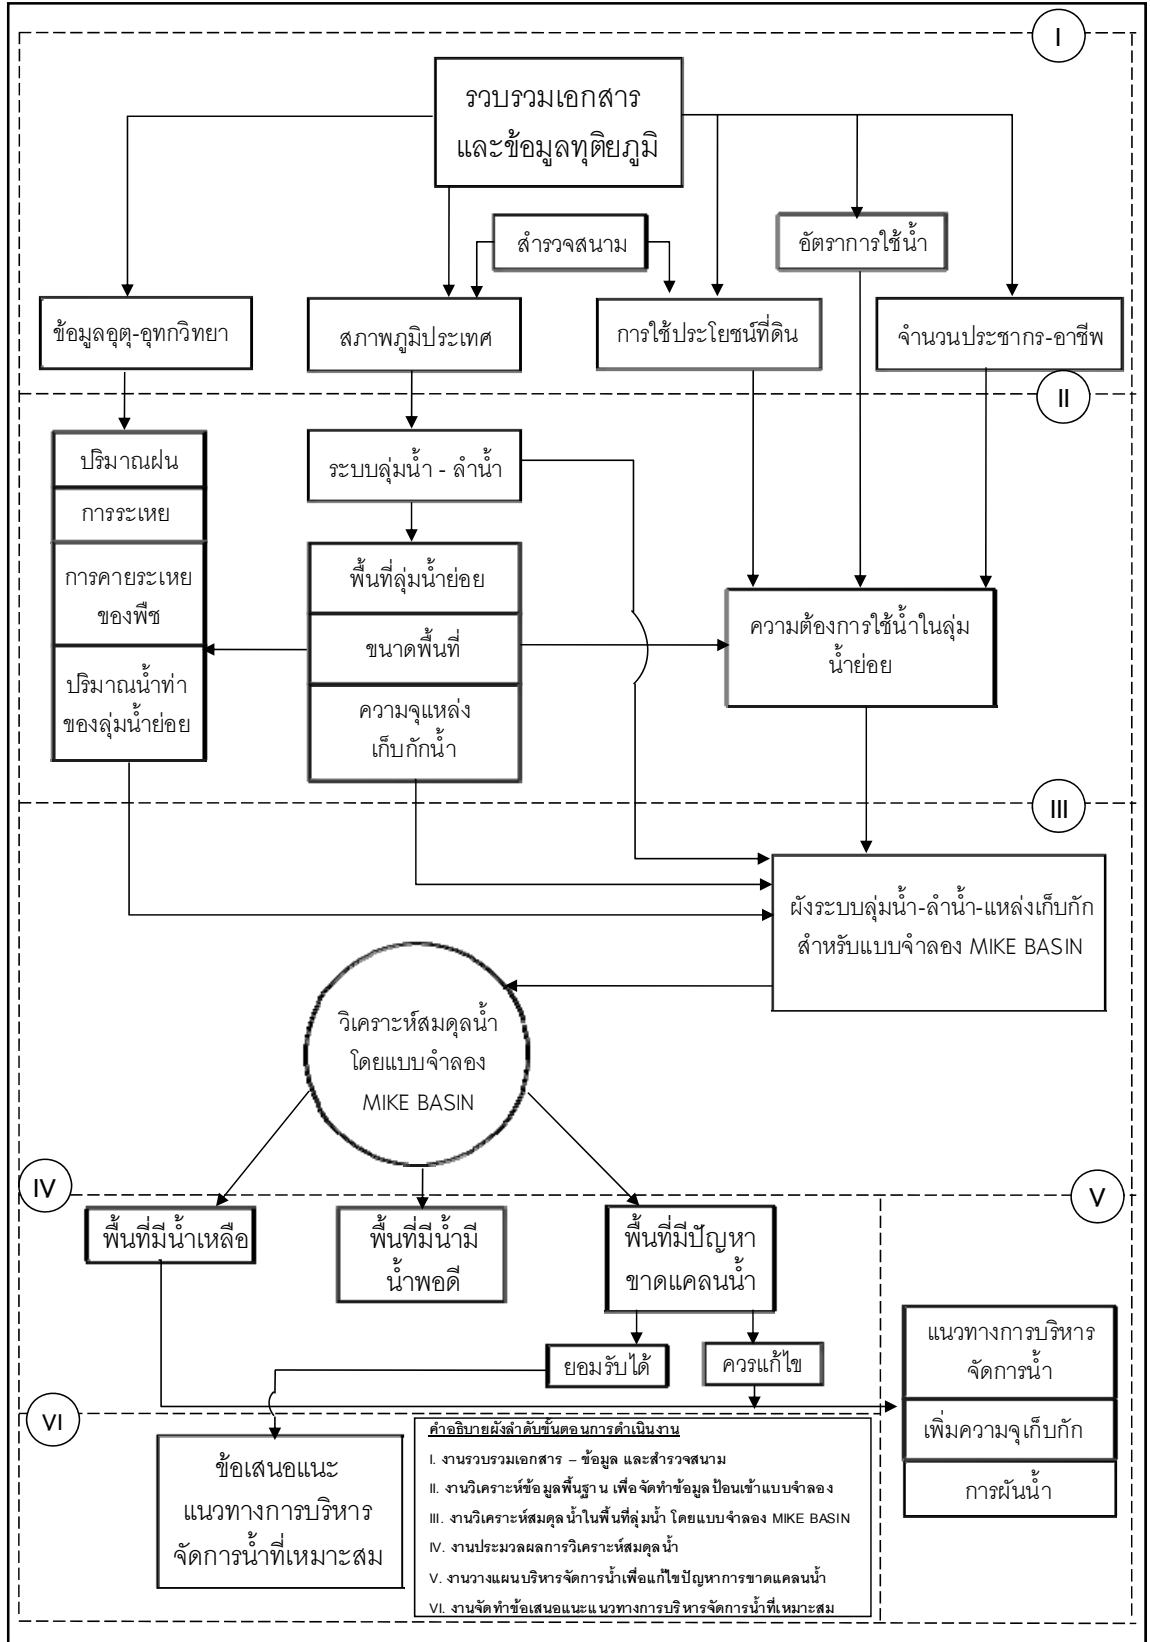 I
รวบรวมเอกสาร
และข้อมูลทุติยภูมิ
สำรวจสนาม
อัตราการใช้น้ำ
ข้อมูลอุตุ-อุทกวิทยา
สภาพภูมิประเทศ
การใช้ประโยชน์ที่ดิน
จำนวนประชากร-อาชีพ
II
ปริมาณฝน
การระเหย
การคายระเหย
ของพืช
ปริมาณน้ำท่า
ของลุ่มน้ำย่อย
ระบบลุ่มน้ำ - ลำน้ำ
พื้นที่ลุ่มน้ำย่อย
ขนาดพื้นที่
ความจุแหล่ง
เก็บกักน้ำ
ความต้องการใช้น้ำในลุ่ม
น้ำย่อย
III
ผังระบบลุ่มน้ำ-ลำน้ำ-แหล่งเก็บกัก
สำหรับแบบจำลอง MIKE BASIN
วิเคราะห์สมดุลน้ำ
โดยแบบจำลอง
MIKE BASIN
IV
V
พื้นที่มีน้ำเหลือ
พื้นที่มีน้ำมี
น้ำพอดี
พื้นที่มีปัญหา
ขาดแคลนน้ำ
ยอมรับได้
ควรแก้ไข
แนวทางการบริหาร
จัดการน้ำ
เพิ่มความจุเก็บกัก
การผันน้ำ
VI
ข้อเสนอแนะ
แนวทางการบริหาร
จัดการน้ำที่เหมาะสม
คำอธิบายผังลำดับขั้นตอนการดำเนินงาน
I. งานรวบรวมเอกสาร – ข้อมูล และสำรวจสนาม
II. งานวิเคราะห์ข้อมูลพื้นฐาน เพื่อจัดทำข้อมูลป้อนเข้าแบบจำลอง
III. งานวิเคราะห์สมดุลน้ำในพื้นที่ลุ่มน้ำ โดยแบบจำลอง MIKE BASIN
IV. งานประมวลผลการวิเคราะห์สมดุลน้ำ
V. งานวางแผนบริหารจัดการน้ำเพื่อแก้ไขปัญหาการขาดแคลนน้ำ
VI. งานจัดทำข้อเสนอแนะแนวทางการบริหารจัดการน้ำที่เหมาะสม